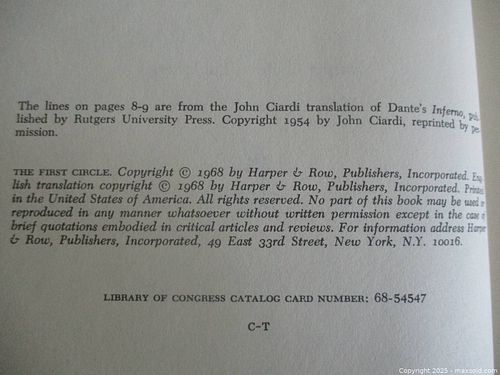 The lines on pages 8-9 are from the John Ciardi translation of Dante's Inferno, pub
lished by Rutgers University Press. Copyright 1954 by John Ciardi, reprinted by per
mission.
THE FIRST CIRCLE. Copyright © 1968 by Harper & Row, Publishers, Incorporated. Eng
lish translation copyright © 1968 by Harper & Row, Publishers, Incorporated. Printed
in the United States of America. All rights reserved. No part of this book may be used or
reproduced in any manner whatsoever without written permission except in the case o
brief quotations embodied in critical articles and reviews. For information address Harper
& Row, Publishers, Incorporated, 49 East 33rd Street, New York, N.Y. 10016.
LIBRARY OF CONGRESS CATALOG CARD NUMBER: 68-54547
C-T
Copyright 2025 - maxsold.com